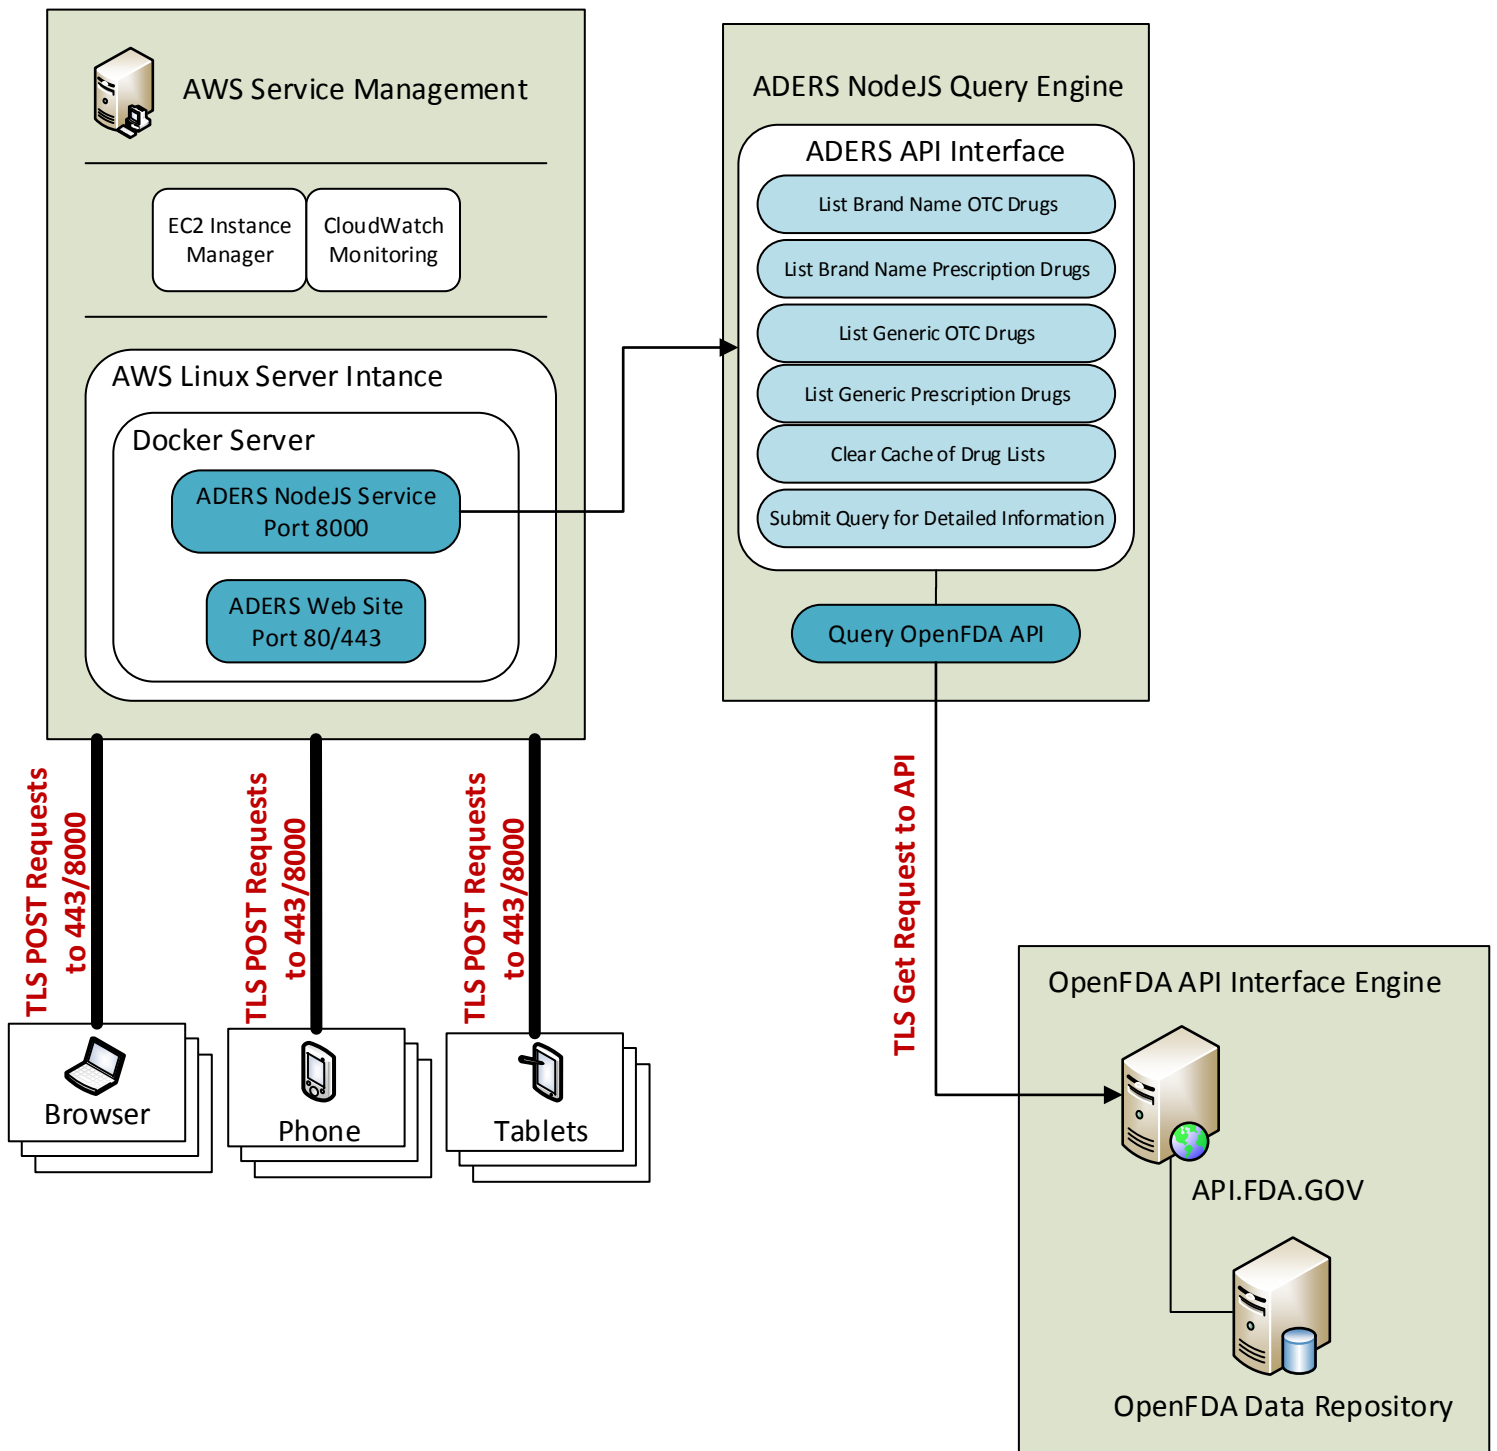 AWS Service Management
EC2 Instance
Manager
CloudWatch
Monitoring
AWS Linux Server Intance
Docker Server
ADERS NodeJS Service
Port 8000
ADERS Web Site
Port 80/443
ADERS NodeJS Query Engine
ADERS API Interface
List Brand Name OTC Drugs
List Brand Name Prescription Drugs
List Generic OTC Drugs
List Generic Prescription Drugs
Clear Cache of Drug Lists
Submit Query for Detailed Information
Query OpenFDA API
TLS POST Requests
to 443/8000
TLS POST Requests
to 443/8000
TLS POST Requests
to 443/8000
TLS Get Request to API
Browser
Phone
Tablets
OpenFDA API Interface Engine
API.FDA.GOV
OpenFDA Data Repository